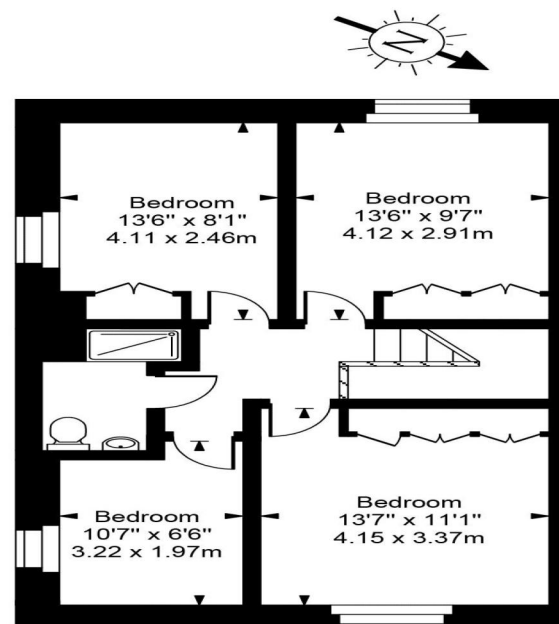 N
Bedroom
13'6" x 8'1"
4.11 x 2.46m
Bedroom
13'6" x 9'7"
4.12 x 2.91m
Bedroom
10'7" x 6'6"
3.22 x 1.97m
Bedroom
13'7" x 11'1"
4.15 x 3.37m